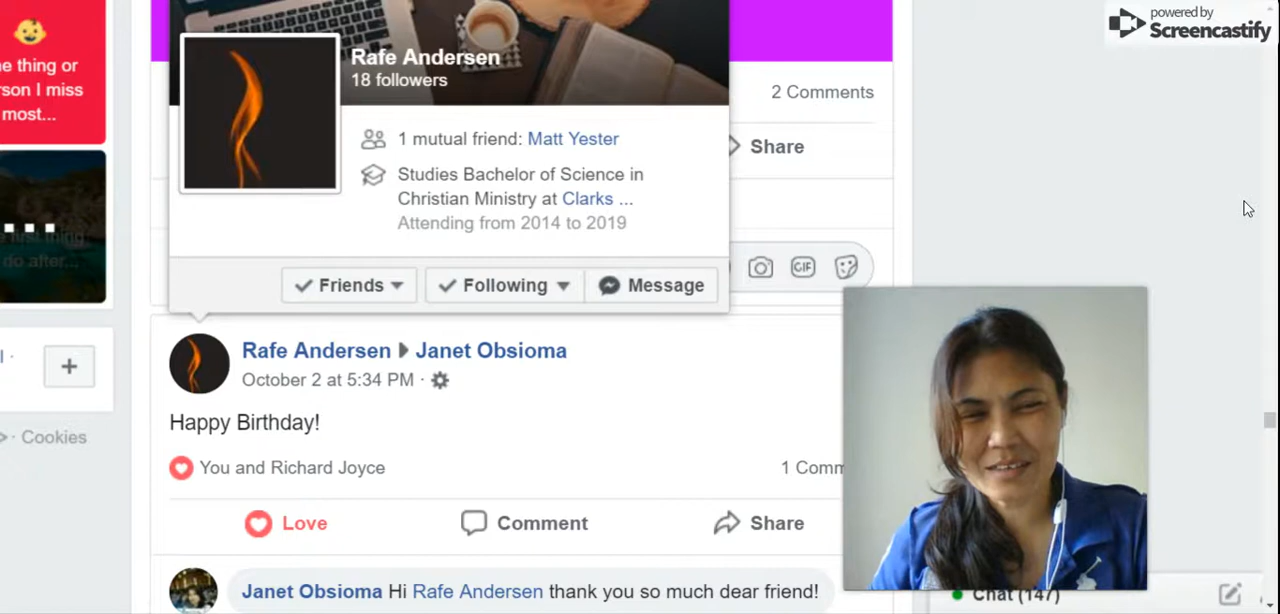 powered by
Screencastify
e thing or
rson I miss
most...
do after...
Rafe Andersen
18 followers
1 mutual friend: Matt Yester
Studies Bachelor of Science in
Christian Ministry at Clarks ...
Attending from 2014 to 2019
Friends
Following
Message
2 Comments
Share
GIF
Rafe Andersen Janet Obsioma
October 2 at 5:34 PM ·
Happy Birthday!
You and Richard Joyce
1 Comm
Love
Comment
Share
Janet Obsioma Hi Rafe Andersen thank you so much dear friend!
· Cookies
Chat (147)